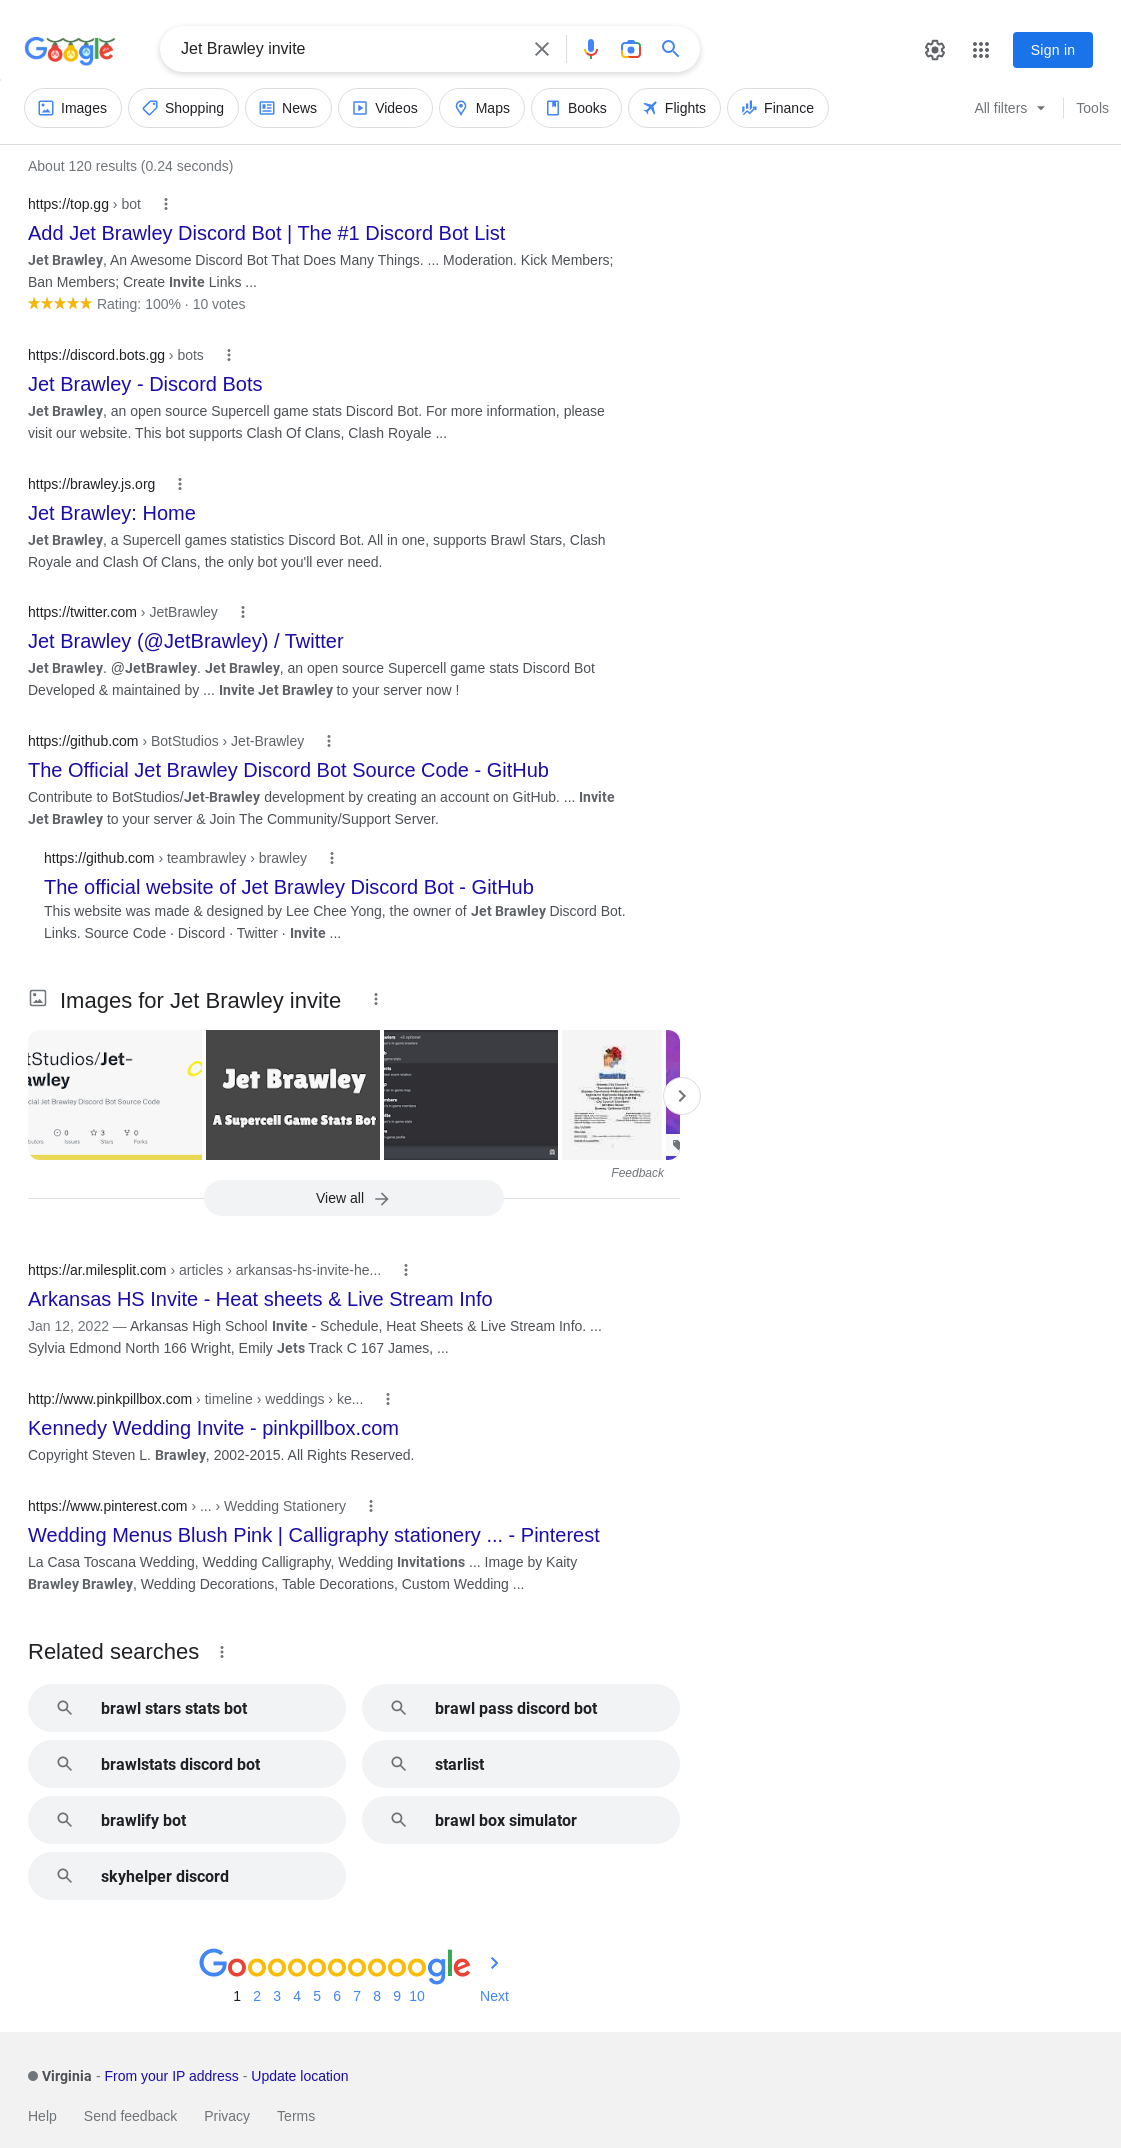 Google
Jet Brawley invite
Sign in
Images
Shopping
News
Videos
Maps
Books
Flights
Finance
All filters
Tools
About 120 results (0.24 seconds)
https://top.gg › bot
Add Jet Brawley Discord Bot | The #1 Discord Bot List
Jet Brawley, An Awesome Discord Bot That Does Many Things. ... Moderation. Kick Members;
Ban Members; Create Invite Links ...
Rating: 100% · 10 votes
https://discord.bots.gg › bots
Jet Brawley - Discord Bots
Jet Brawley, an open source Supercell game stats Discord Bot. For more information, please
visit our website. This bot supports Clash Of Clans, Clash Royale ...
https://brawley.js.org
Jet Brawley: Home
Jet Brawley, a Supercell games statistics Discord Bot. All in one, supports Brawl Stars, Clash
Royale and Clash Of Clans, the only bot you'll ever need.
https://twitter.com › JetBrawley
Jet Brawley (@JetBrawley) / Twitter
Jet Brawley. @JetBrawley. Jet Brawley, an open source Supercell game stats Discord Bot
Developed & maintained by ... Invite Jet Brawley to your server now !
https://github.com › BotStudios › Jet-Brawley
The Official Jet Brawley Discord Bot Source Code - GitHub
Contribute to BotStudios/Jet-Brawley development by creating an account on GitHub. ... Invite
Jet Brawley to your server & Join The Community/Support Server.
https://github.com › teambrawley › brawley
The official website of Jet Brawley Discord Bot - GitHub
This website was made & designed by Lee Chee Yong, the owner of Jet Brawley Discord Bot.
Links. Source Code · Discord · Twitter · Invite ...
Images for Jet Brawley invite
tStudios/Jet-
awley
cial Jet Brawley Discord Bot Source Code
0
3
0
Issues
Stars
Forks
Jet Brawley
A Supercell Game Stats Bot
Feedback
View all
https://ar.milesplit.com › articles › arkansas-hs-invite-he...
Arkansas HS Invite - Heat sheets & Live Stream Info
Jan 12, 2022 — Arkansas High School Invite - Schedule, Heat Sheets & Live Stream Info. ...
Sylvia Edmond North 166 Wright, Emily Jets Track C 167 James, ...
http://www.pinkpillbox.com › timeline › weddings › ke...
Kennedy Wedding Invite - pinkpillbox.com
Copyright Steven L. Brawley, 2002-2015. All Rights Reserved.
https://www.pinterest.com › ... › Wedding Stationery
Wedding Menus Blush Pink | Calligraphy stationery ... - Pinterest
La Casa Toscana Wedding, Wedding Calligraphy, Wedding Invitations ... Image by Kaity
Brawley Brawley, Wedding Decorations, Table Decorations, Custom Wedding ...
Related searches
brawl stars stats bot
brawl pass discord bot
brawlstats discord bot
starlist
brawlify bot
brawl box simulator
skyhelper discord
Goooooooooogle
1 2 3 4 5 6 7 8 9 10 Next
Virginia - From your IP address - Update location
Help Send feedback Privacy Terms